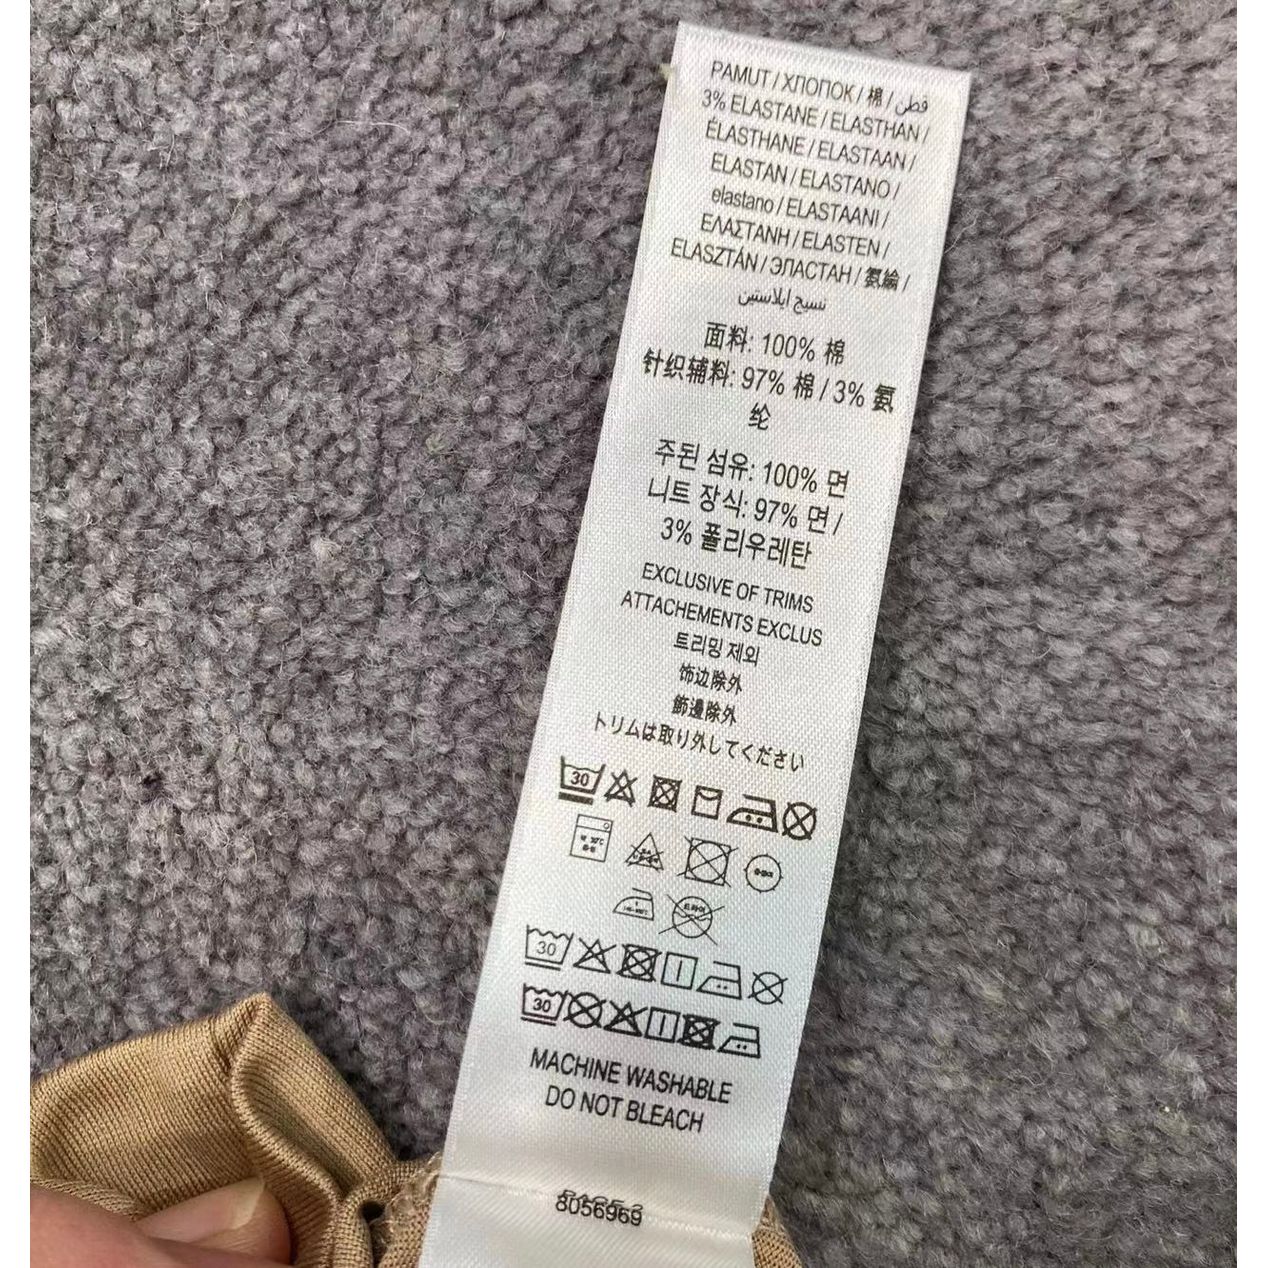 PAMUT / ХЛОПОК / 棉 / قطن
3% ELASTANE / ELASTHAN /
ÉLASTHANE / ELASTAAN /
ELASTAN / ELASTANO /
elastano / ELASTAANI /
ΕΛΑΣΤΑΝΗ / ELASTEN /
ELASZTÁN / ЭЛАСТАН / 氨綸 /
نسيج ايلاستين
面料: 100% 棉
针织辅料: 97% 棉 / 3% 氨
纶
주된 섬유: 100% 면
니트 장식: 97% 면 /
3% 폴리우레탄
EXCLUSIVE OF TRIMS
ATTACHEMENTS EXCLUS
트리밍 제외
饰边除外
飾邊除外
トリムは取り外してください
30
30
30
MACHINE WASHABLE
DO NOT BLEACH
8056969